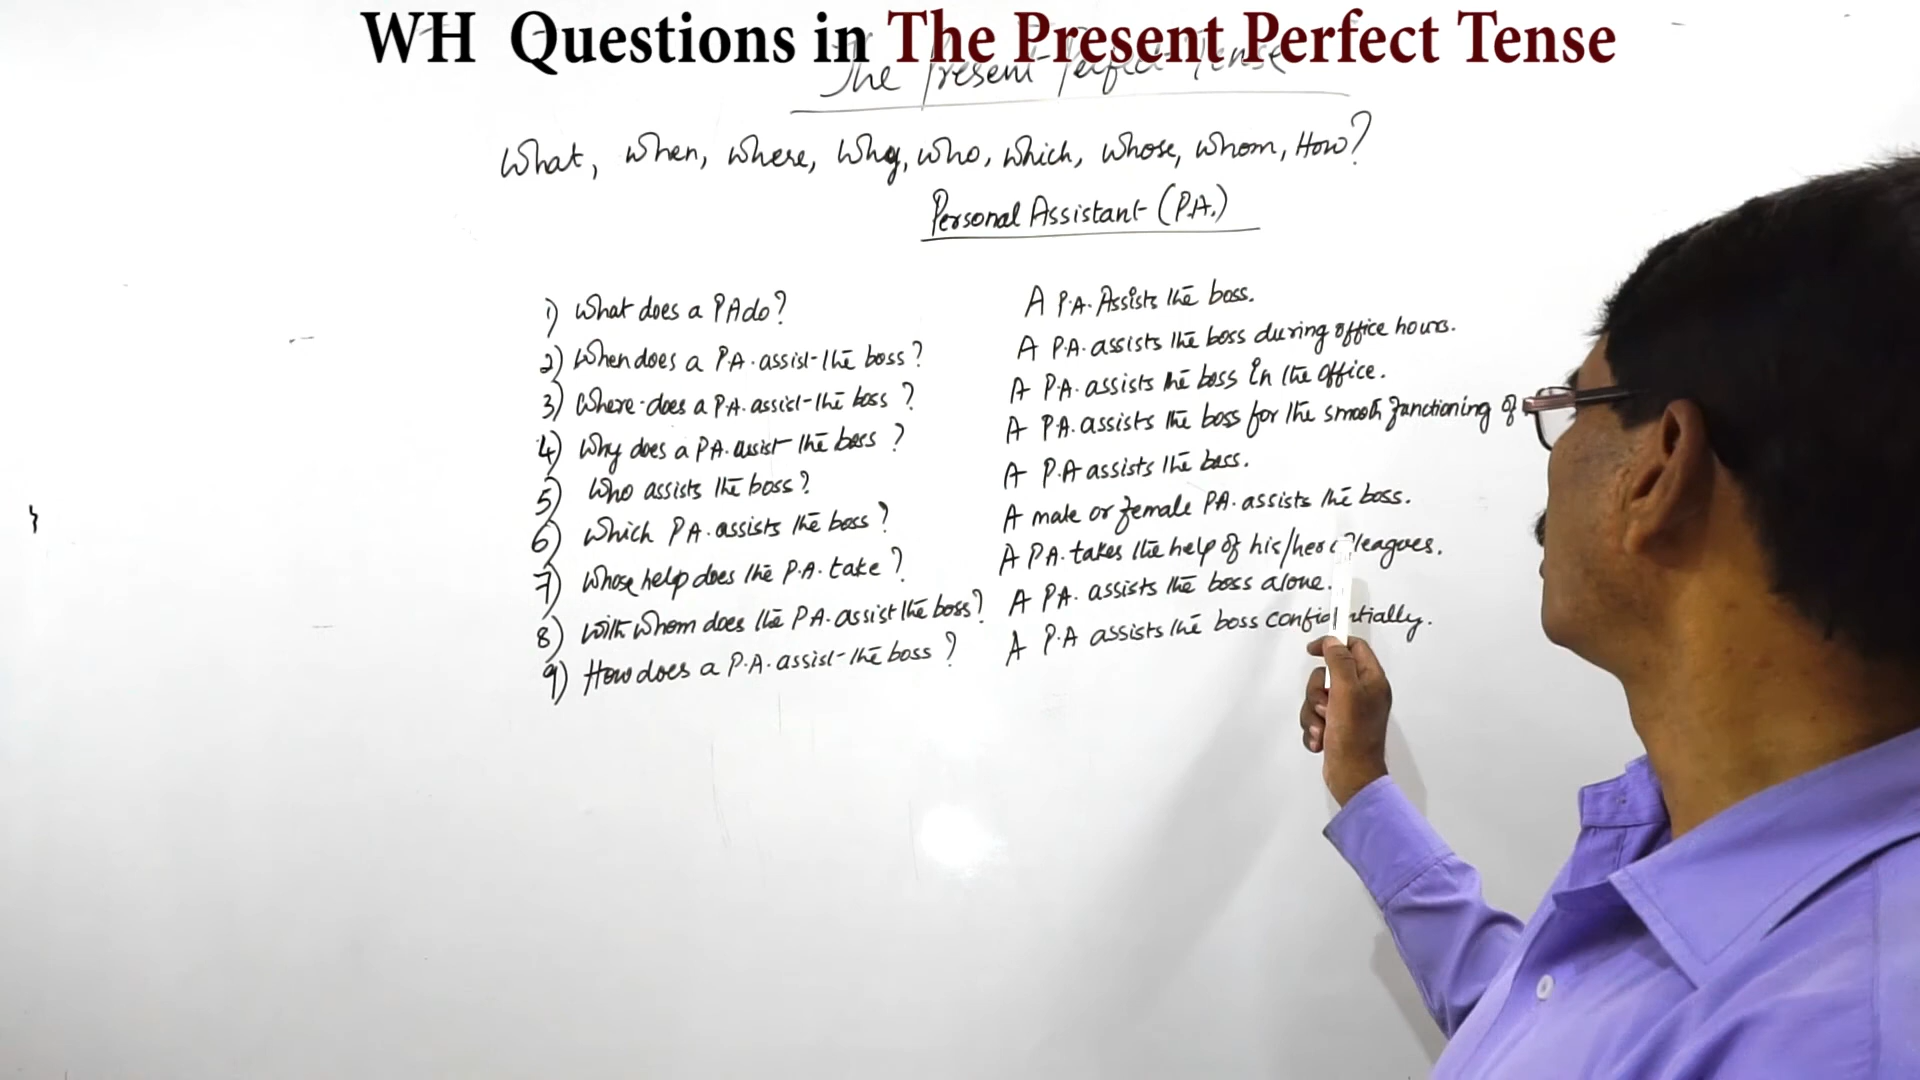 WH Questions in The Present Perfect Tense
The Present Perfect Tense
What, When, Where, Why, Who, Which, Whose, Whom, How?
Personal Assistant (P.A.)
1) What does a PA do? A P.A. Assists the boss.
2) When does a P.A. assist the boss? A P.A. assists the boss during office hours.
3) Where does a P.A. assist the boss? A P.A. assists the boss in the office.
4) Why does a P.A. assist the boss? A P.A. assists the boss for the smooth functioning of
5) Who assists the boss? A P.A assists the boss.
6) Which P.A. assists the boss? A male or female P.A. assists the boss.
7) Whose help does the P.A. take? A P.A. takes the help of his/her
8) With whom does the P.A. assist the boss? A P.A. assists the boss alone.
9) How does a P.A. assist the boss? A P.A assists the boss